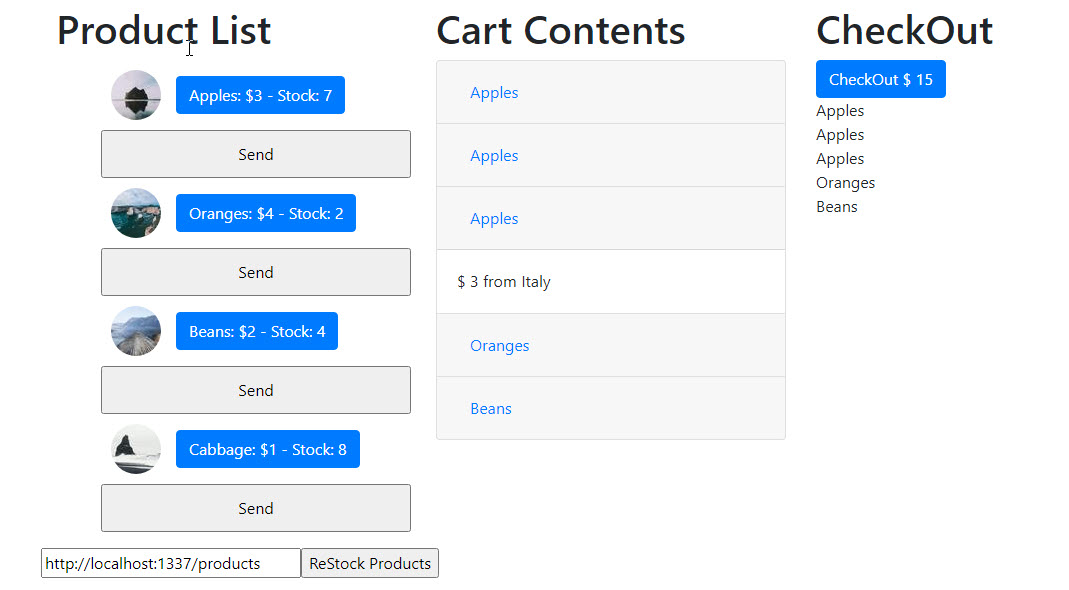 Product List
Apples: $3 - Stock: 7
Send
Oranges: $4 - Stock: 2
Send
Beans: $2 - Stock: 4
Send
Cabbage: $1 - Stock: 8
Send
http://localhost:1337/products
ReStock Products
Cart Contents
Apples
Apples
Apples
$ 3 from Italy
Oranges
Beans
CheckOut
CheckOut $ 15
Apples
Apples
Apples
Oranges
Beans